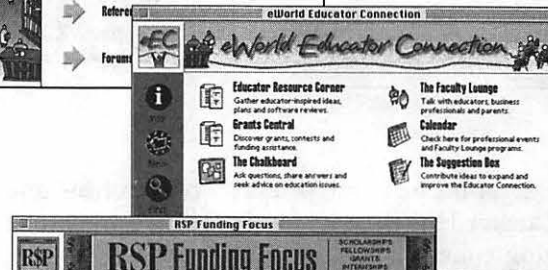 Forums
eWorld Educator Connection
eEC
eWorld Educator Connection
Educator Resource Corner
Gather educator-inspired ideas,
plans and software reviews.
Grants Central
Discover grants, contests and
funding assistance.
The Chalkboard
Ask questions, share answers and
seek advice on education issues.
The Faculty Lounge
Talk with educators, business
professionals and parents.
Calendar
Check here for professional events
and Faculty Lounge programs.
The Suggestion Box
Contribute ideas to expand and
improve the Educator Connection.
RSP Funding Focus
RSP
RSP Funding Focus
SCHOLARSHIPS
FELLOWSHIPS
GRANTS
INTERNSHIPS